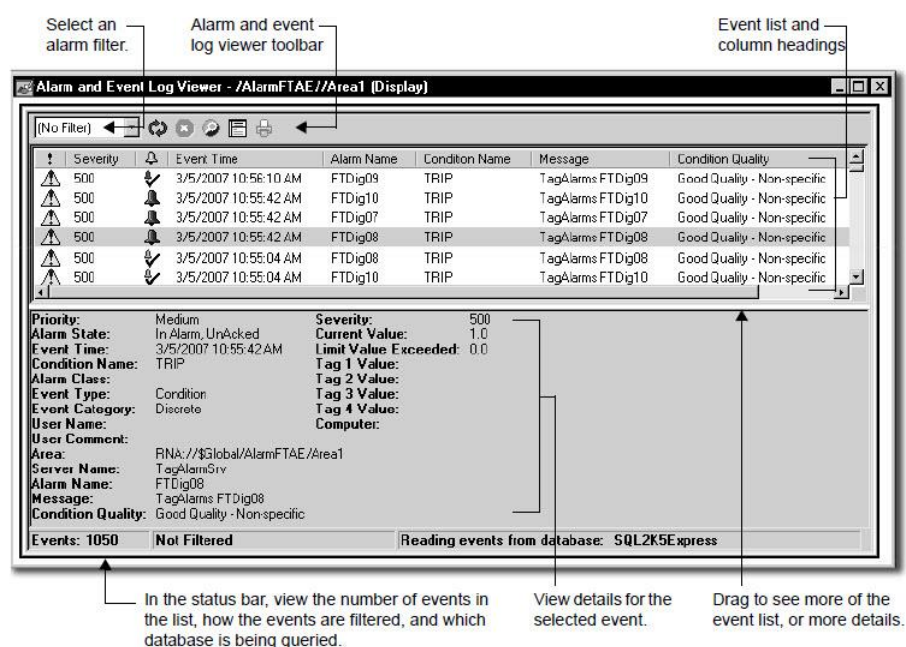 Select an
alarm filter.
Alarm and event
log viewer toolbar
Event list and
column headings
Alarm and Event Log Viewer - /AlarmFTAE//Area1 (Display)
(No Filter)
! Severity Event Time Alarm Name Conditon Name Message Condition Quality
500 3/5/2007 10:56:10 AM FTDig09 TRIP TagAlarms FTDig09 Good Quality - Non-specific
500 3/5/2007 10:55:42 AM FTDig10 TRIP TagAlarms FTDig10 Good Quality - Non-specific
500 3/5/2007 10:55:42 AM FTDig07 TRIP TagAlarms FTDig07 Good Quality - Non-specific
500 3/5/2007 10:55:42 AM FTDig08 TRIP TagAlarms FTDig08 Good Quality - Non-specific
500 3/5/2007 10:55:04 AM FTDig08 TRIP TagAlarms FTDig08 Good Quality - Non-specific
500 3/5/2007 10:55:04 AM FTDig10 TRIP TagAlarms FTDig10 Good Quality - Non-specific
Priority: Medium Severity: 500
Alarm State: In Alarm, UnAcked Current Value: 1.0
Event Time: 3/5/2007 10:55:42 AM Limit Value Exceeded: 0.0
Condition Name: TRIP Tag 1 Value:
Alarm Class: Tag 2 Value:
Event Type: Condition Tag 3 Value:
Event Category: Discrete Tag 4 Value:
User Name: Computer:
User Comment:
Area: RNA://$Global/AlarmFTAE/Area1
Server Name: TagAlarmSrv
Alarm Name: FTDig08
Message: TagAlarms FTDig08
Condition Quality: Good Quality - Non-specific
Events: 1050 Not Filtered Reading events from database: SQL2K5Express
In the status bar, view the number of events in
the list, how the events are filtered, and which
database is being queried.
View details for the
selected event.
Drag to see more of the
event list, or more details.